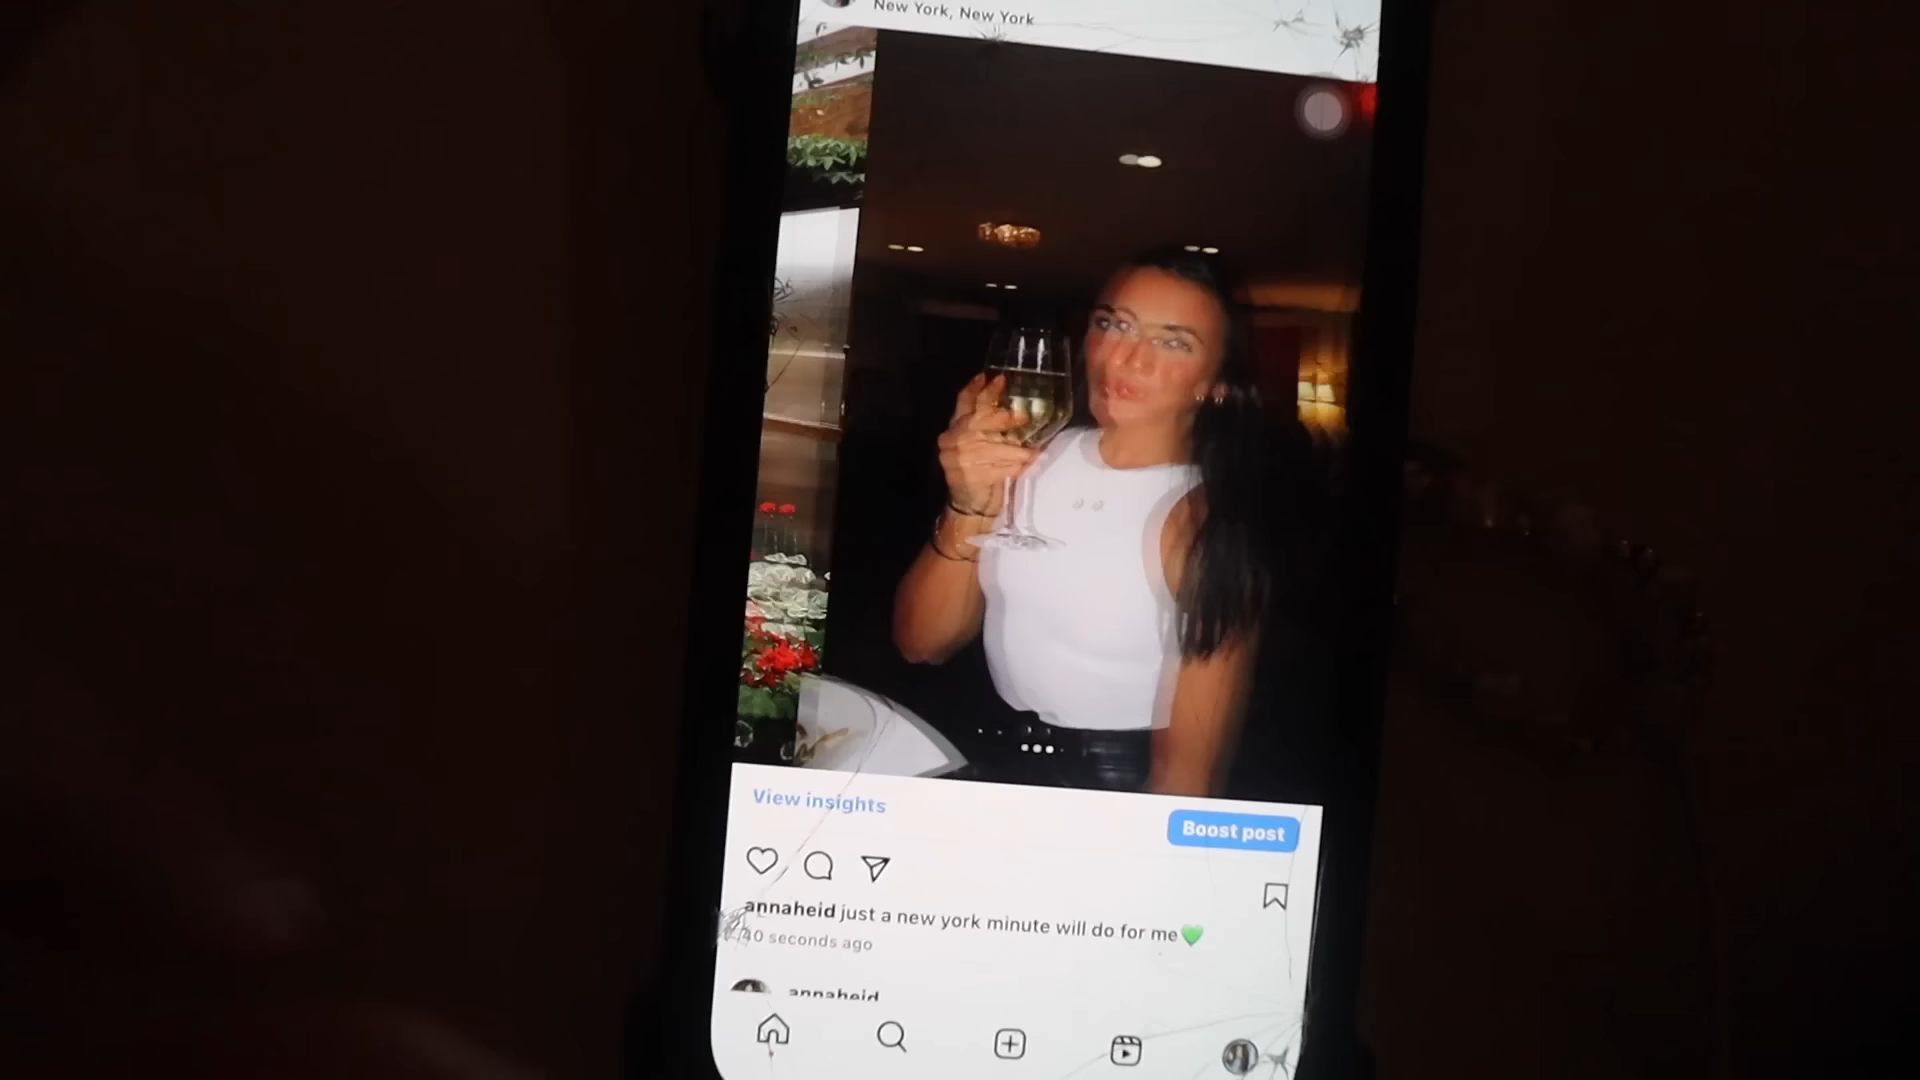 New York, New York
View insights
Boost post
annaheid just a new york minute will do for me💚
40 seconds ago
annaheid